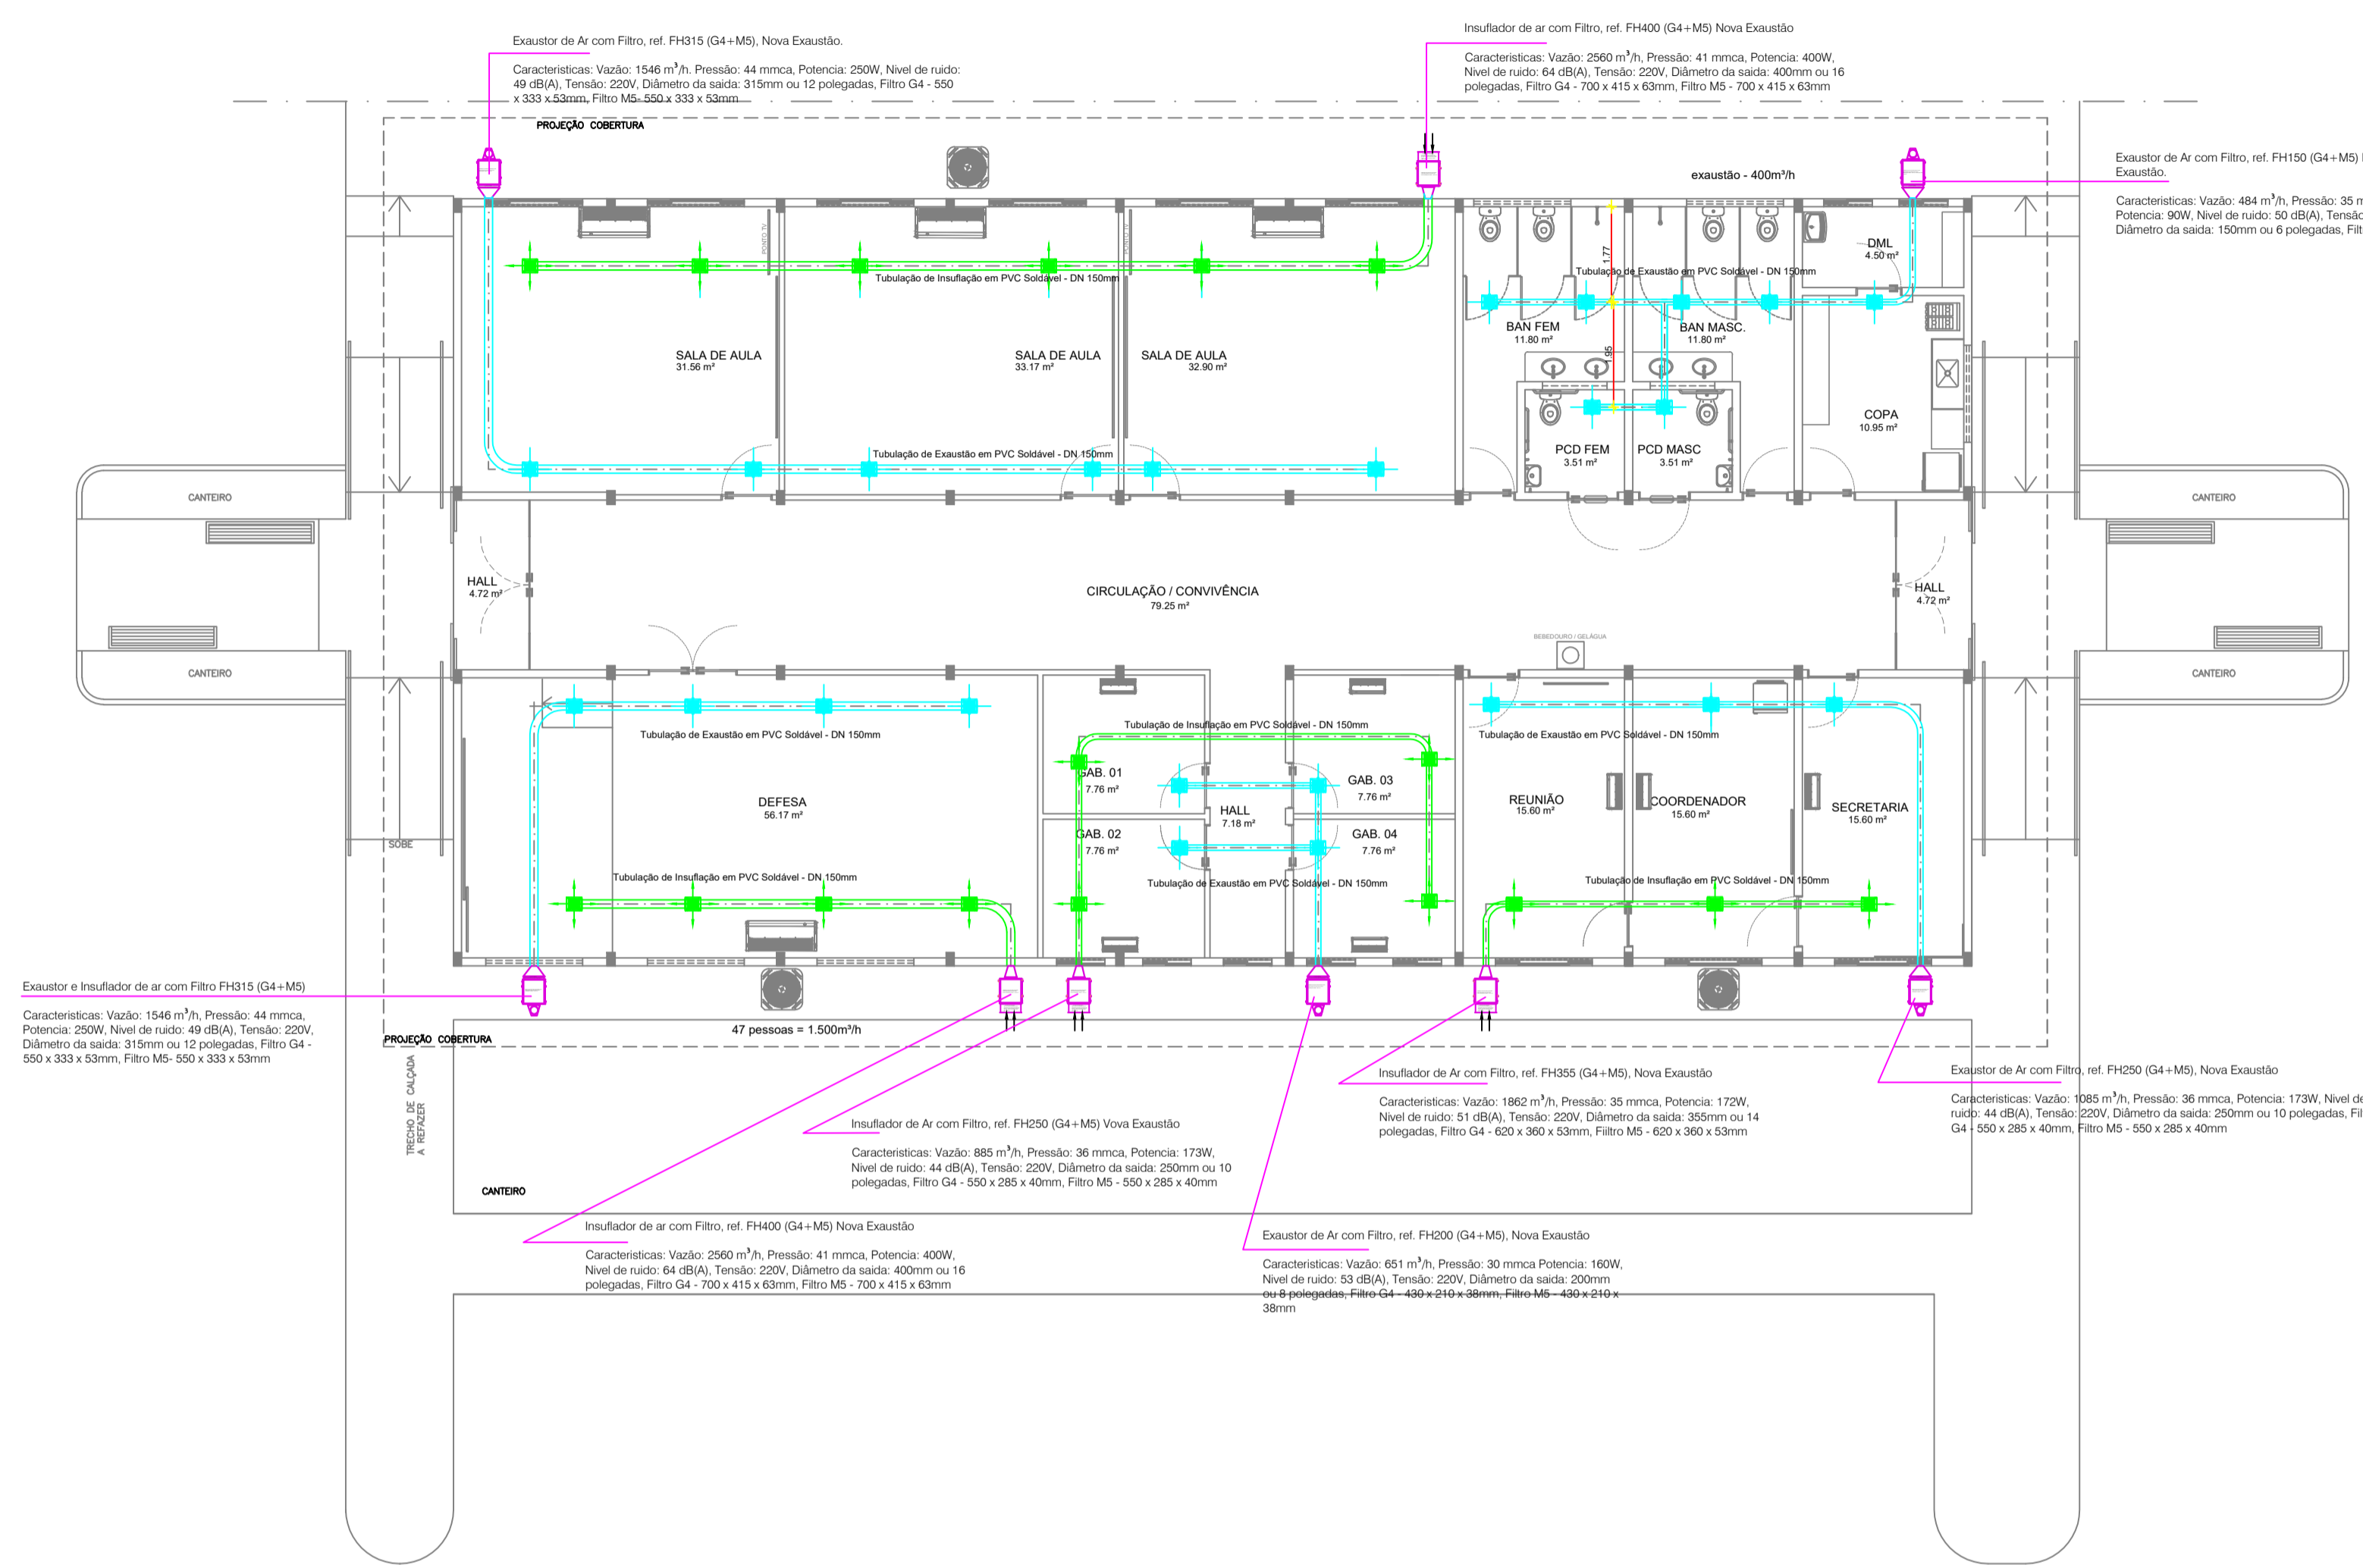 Insuflador de ar com Filtro, ref. FH400 (G4+M5) Nova Exaustão
Caracteristicas: Vazão: 2560 m³/h, Pressão: 41 mmca, Potencia: 400W,
Nivel de ruido: 64 dB(A), Tensão: 220V, Diâmetro da saida: 400mm ou 16
polegadas, Filtro G4 - 700 x 415 x 63mm, Filtro M5 - 700 x 415 x 63mm
Exaustor de Ar com Filtro, ref. FH315 (G4+M5), Nova Exaustão.
Caracteristicas: Vazão: 1546 m³/h. Pressão: 44 mmca, Potencia: 250W, Nivel de ruido:
49 dB(A), Tensão: 220V, Diâmetro da saida: 315mm ou 12 polegadas, Filtro G4 - 550
x 333 x 53mm, Filtro M5- 550 x 333 x 53mm
PROJEÇÃO COBERTURA
Exaustor de Ar com Filtro, ref. FH150 (G4+M5)
Exaustão.
Caracteristicas: Vazão: 484 m³/h, Pressão: 35
Potencia: 90W, Nivel de ruido: 50 dB(A),
Diâmetro da saida: 150mm ou 6 polegadas,
exaustão - 400m³/h
PONTO TV
PONTO TV
1.77
DML
4.50 m²
Tubulação de Insuflação em PVC Soldável - DN 150mm
Tubulação de Exaustão em PVC Soldável - DN 150mm
BAN FEM
11.80 m²
BAN MASC.
11.80 m²
1.95
SALA DE AULA
31.56 m²
SALA DE AULA
33.17 m²
SALA DE AULA
32.90 m²
COPA
10.95 m²
Tubulação de Exaustão em PVC Soldável - DN 150mm
PCD FEM
3.51 m²
PCD MASC
3.51 m²
CANTEIRO
CANTEIRO
HALL
4.72 m²
CIRCULAÇÃO / CONVIVÊNCIA
79.25 m²
HALL
4.72 m²
BEBEDOURO / GELÁGUA
CANTEIRO
CANTEIRO
Tubulação de Exaustão em PVC Soldável - DN 150mm
Tubulação de Insuflação em PVC Soldável - DN 150mm
Tubulação de Exaustão em PVC Soldável - DN 150mm
GAB. 01
7.76 m²
GAB. 03
7.76 m²
DEFESA
56.17 m²
HALL
7.18 m²
REUNIÃO
15.60 m²
COORDENADOR
15.60 m²
SECRETARIA
15.60 m²
GAB. 02
7.76 m²
GAB. 04
7.76 m²
SOBE
Tubulação de Insuflação em PVC Soldável - DN 150mm
Tubulação de Exaustão em PVC Soldável - DN 150mm
Tubulação de Insuflação em PVC Soldável - DN 150mm
Exaustor e Insuflador de ar com Filtro FH315 (G4+M5)
Caracteristicas: Vazão: 1546 m³/h, Pressão: 44 mmca,
Potencia: 250W, Nivel de ruido: 49 dB(A), Tensão: 220V,
Diâmetro da saida: 315mm ou 12 polegadas, Filtro G4 -
550 x 333 x 53mm, Filtro M5- 550 x 333 x 53mm
47 pessoas = 1.500m³/h
PROJEÇÃO COBERTURA
TRECHO DE CALÇADA
A REFAZER
Insuflador de Ar com Filtro, ref. FH355 (G4+M5), Nova Exaustão
Caracteristicas: Vazão: 1862 m³/h, Pressão: 35 mmca, Potencia: 172W,
Nivel de ruido: 51 dB(A), Tensão: 220V, Diâmetro da saida: 355mm ou 14
polegadas, Filtro G4 - 620 x 360 x 53mm, Fiiltro M5 - 620 x 360 x 53mm
Exaustor de Ar com Filtro, ref. FH250 (G4+M5), Nova Exaustão
Caracteristicas: Vazão: 1085 m³/h, Pressão: 36 mmca, Potencia: 173W, Nivel de
ruido: 44 dB(A), Tensão: 220V, Diâmetro da saida: 250mm ou 10 polegadas,
G4 - 550 x 285 x 40mm, Filtro M5 - 550 x 285 x 40mm
Insuflador de Ar com Filtro, ref. FH250 (G4+M5) Vova Exaustão
Caracteristicas: Vazão: 885 m³/h, Pressão: 36 mmca, Potencia: 173W,
Nivel de ruido: 44 dB(A), Tensão: 220V, Diâmetro da saida: 250mm ou 10
polegadas, Filtro G4 - 550 x 285 x 40mm, Filtro M5 - 550 x 285 x 40mm
CANTEIRO
Insuflador de ar com Filtro, ref. FH400 (G4+M5) Nova Exaustão
Caracteristicas: Vazão: 2560 m³/h, Pressão: 41 mmca, Potencia: 400W,
Nivel de ruido: 64 dB(A), Tensão: 220V, Diâmetro da saida: 400mm ou 16
polegadas, Filtro G4 - 700 x 415 x 63mm, Filtro M5 - 700 x 415 x 63mm
Exaustor de Ar com Filtro, ref. FH200 (G4+M5), Nova Exaustão
Caracteristicas: Vazão: 651 m³/h, Pressão: 30 mmca Potencia: 160W,
Nivel de ruido: 53 dB(A), Tensão: 220V, Diâmetro da saida: 200mm
ou 8 polegadas, Filtro G4 - 430 x 210 x 38mm, Filtro M5 - 430 x 210 x
38mm